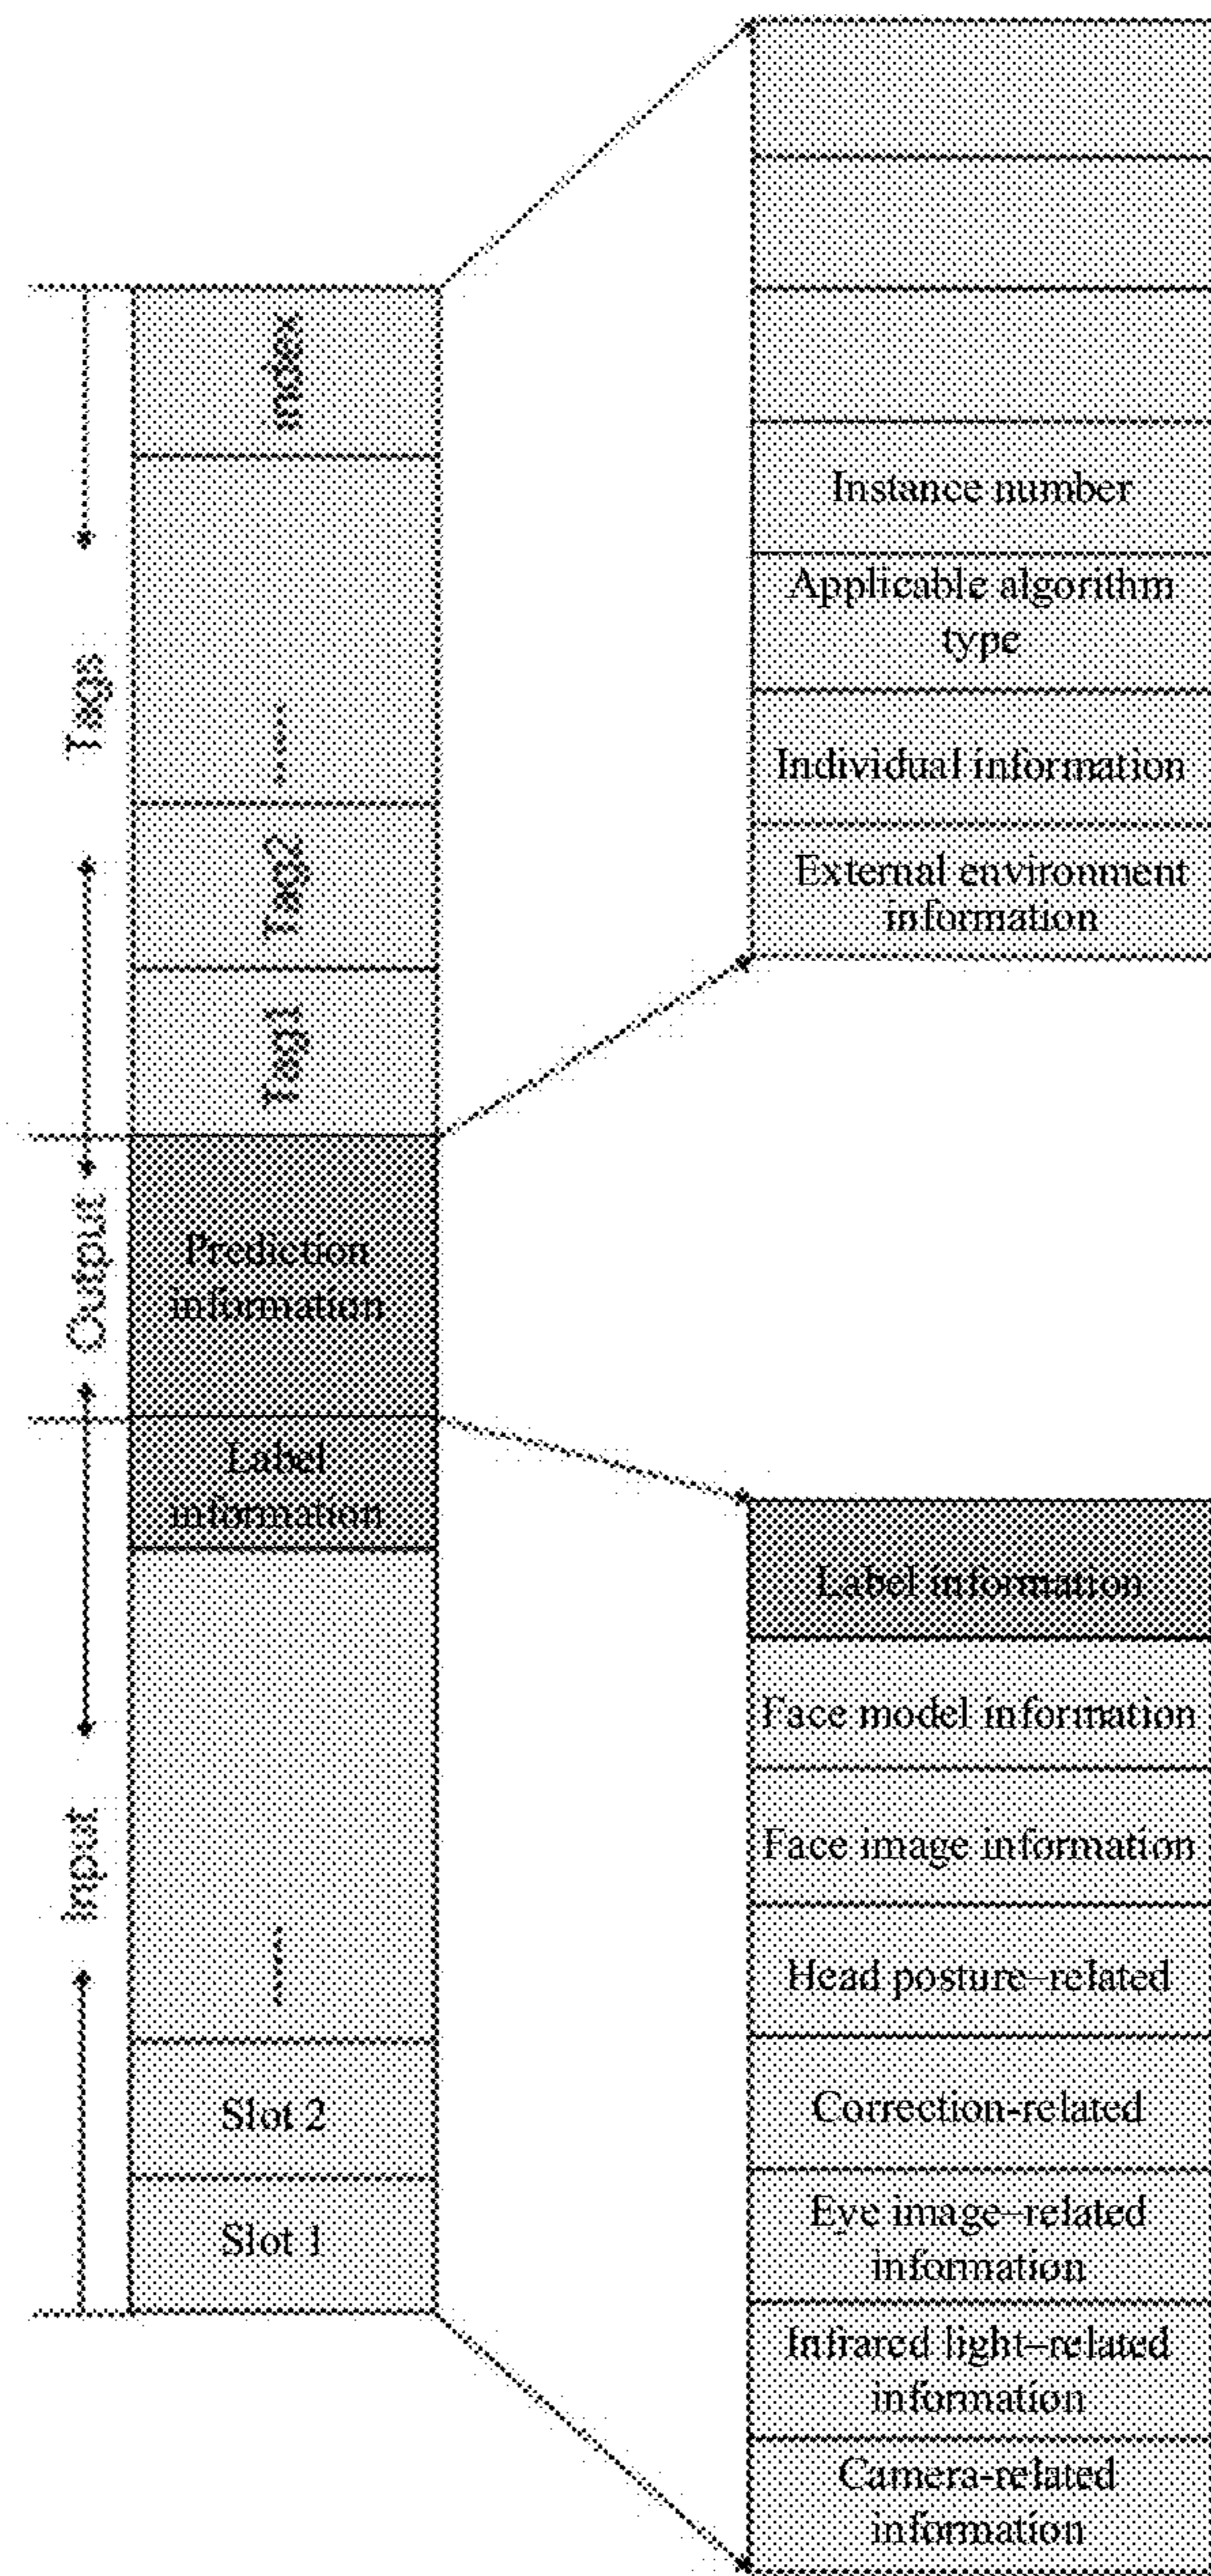 Tags
Output
Input
index
......
Tag2
Tag1
Prediction
information
Label
information
......
Slot 2
Slot 1
Instance number
Applicable algorithm
type
Individual information
External environment
information
Label information
Face model information
Face image information
Head posture–related
Correction-related
Eye image–related
information
Infrared light–related
information
Camera-related
information